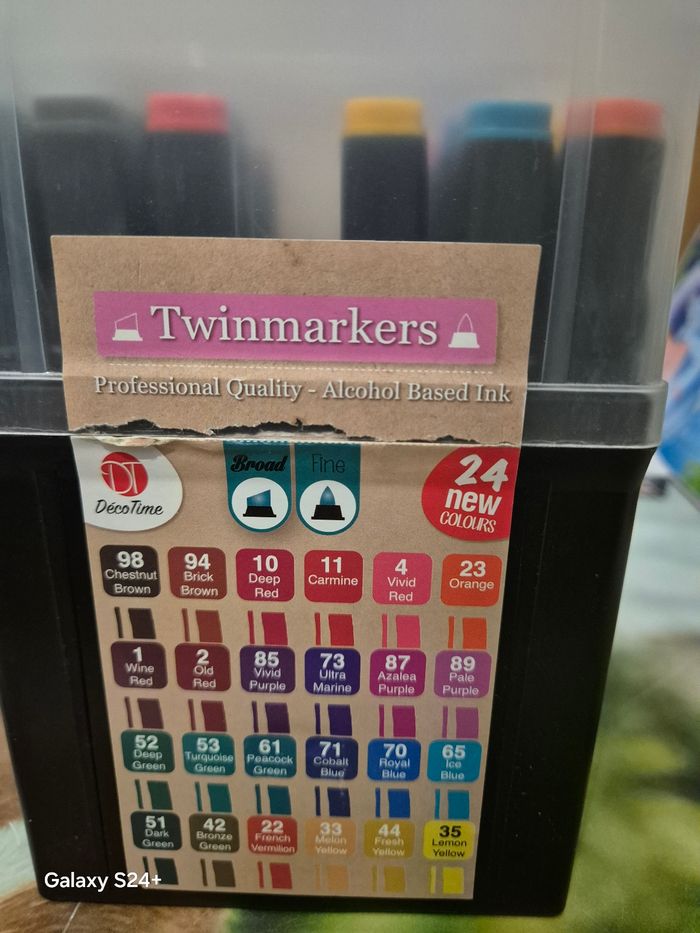 Twinmarkers
Professional Quality - Alcohol Based Ink
DT
DécoTime
Broad
Fine
24
new
COLOURS
98 94 10 11 4 23
Chestnut Brick Deep Carmine Vivid Orange
Brown Brown Red Red
1 2 85 73 87 89
Wine Old Vivid Ultra Azalea Pale
Red Red Purple Marine Purple Purple
52 53 61 71 70 65
Deep Turquoise Peacock Cobalt Royal Ice
Green Green Green Blue Blue Blue
51 42 22 33 44 35
Dark Bronze French Melon Fresh Lemon
Green Green Vermilion Yellow Yellow Yellow
Galaxy S24+